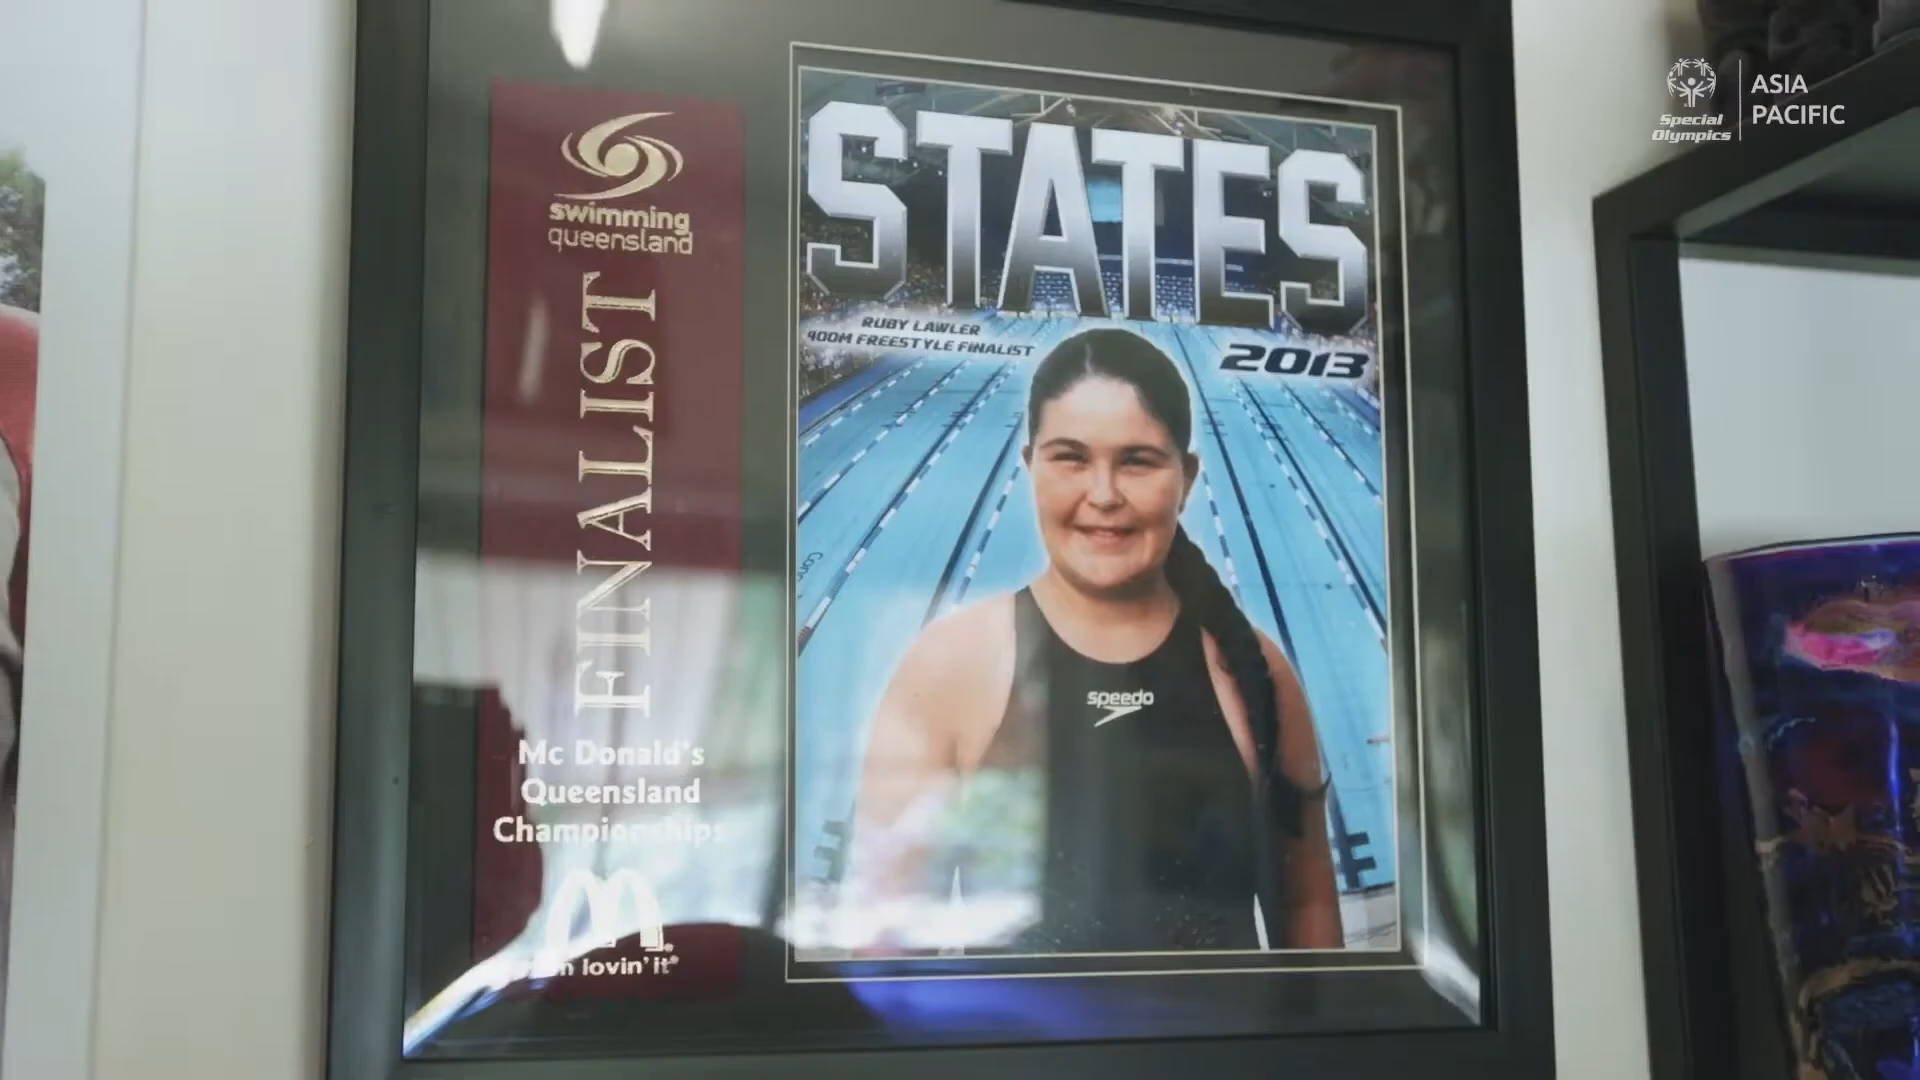 swimming
queensland
FINALIST
Mc Donald's
Queensland
Championships
lovin' it®
STATES
RUBY LAWLER
400M FREESTYLE FINALIST
2013
speedo
Special
Olympics
ASIA
PACIFIC